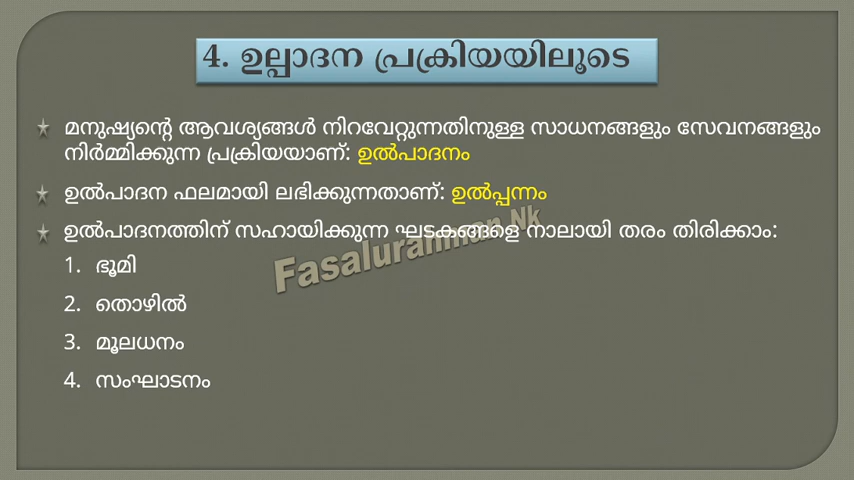 4. ഉല്പാദന പ്രക്രിയയിലൂടെ
മനുഷ്യന്റെ ആവശ്യങ്ങൾ നിറവേറ്റുന്നതിനുള്ള സാധനങ്ങളും സേവനങ്ങളും
നിർമ്മിക്കുന്ന പ്രക്രിയയാണ്: ഉൽപാദനം
ഉൽപാദന ഫലമായി ലഭിക്കുന്നതാണ്: ഉൽപ്പന്നം
ഉൽപാദനത്തിന് സഹായിക്കുന്ന ഘടകങ്ങളെ നാലായി തരം തിരിക്കാം:
Fasalurahman.Nk
1. ഭൂമി
2. തൊഴിൽ
3. മൂലധനം
4. സംഘാടനം